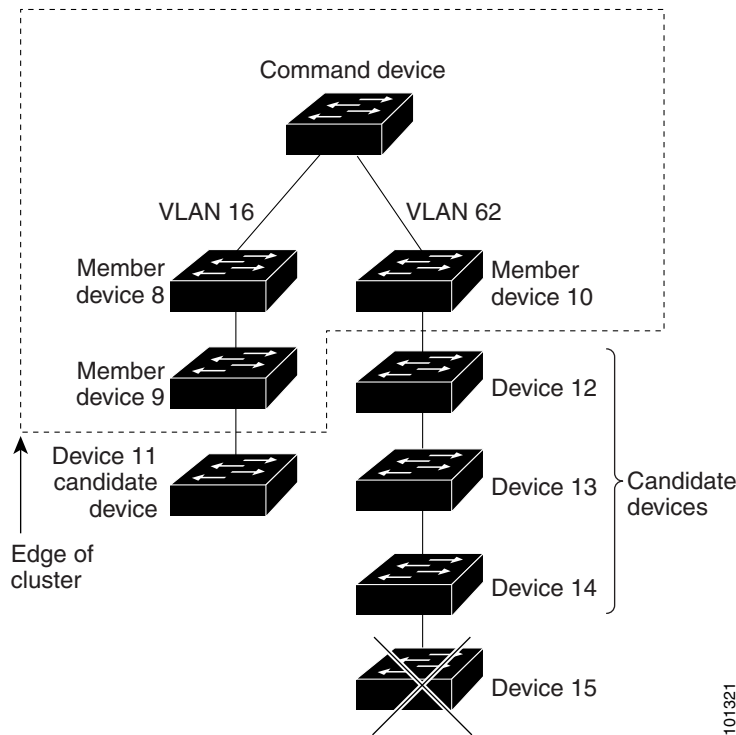 Command device
VLAN 16
VLAN 62
Member
device 8
Member
device 10
Member
device 9
Device 12
Device 11
candidate
device
Device 13
Candidate
devices
Edge of
cluster
Device 14
Device 15
101321